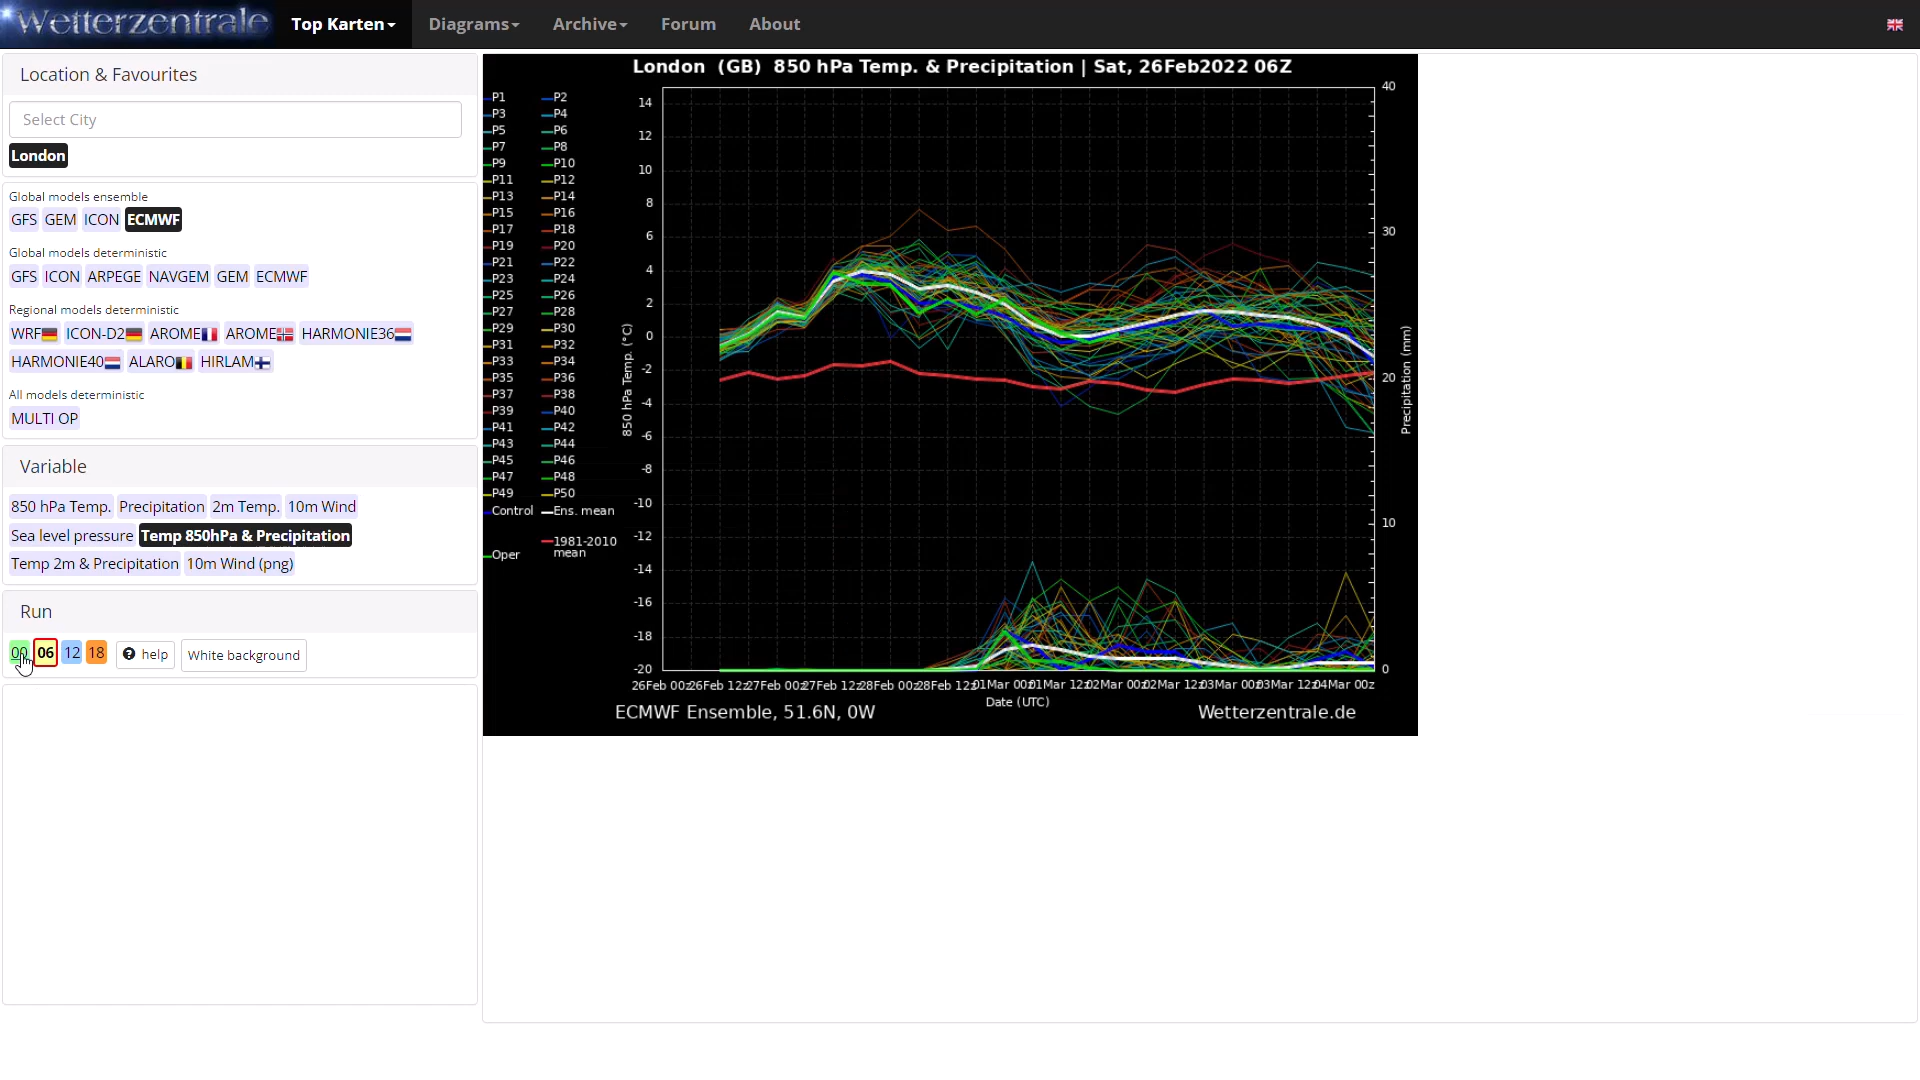 Wetterzentrale Top Karten Diagrams Archive Forum About
Location & Favourites
Select City
London
Global models ensemble
GFS GEM ICON ECMWF
Global models deterministic
GFS ICON ARPEGE NAVGEM GEM ECMWF
Regional models deterministic
WRF ICON-D2 AROME AROME HARMONIE36
HARMONIE40 ALARO HIRLAM
All models deterministic
MULTI OP
Variable
850 hPa Temp. Precipitation 2m Temp. 10m Wind
Sea level pressure Temp 850hPa & Precipitation
Temp 2m & Precipitation 10m Wind (png)
Run
00 06 12 18 help White background
London (GB) 850 hPa Temp. & Precipitation | Sat, 26Feb2022 06Z
P1 P2
P3 P4
P5 P6
P7 P8
P9 P10
P11 P12
P13 P14
P15 P16
P17 P18
P19 P20
P21 P22
P23 P24
P25 P26
P27 P28
P29 P30
P31 P32
P33 P34
P35 P36
P37 P38
P39 P40
P41 P42
P43 P44
P45 P46
P47 P48
P49 P50
Control Ens. mean
Oper 1981-2010
mean
850 hPa Temp. (°C)
14
12
10
8
6
4
2
0
-2
-4
-6
-8
-10
-12
-14
-16
-18
-20
40
30
20
10
0
Precipitation (mm)
26Feb 00z 26Feb 12z 27Feb 00z 27Feb 12z 28Feb 00z 28Feb 12z 01Mar 00z 01Mar 12z 02Mar 00z 02Mar 12z 03Mar 00z 03Mar 12z 04Mar 00z
Date (UTC)
ECMWF Ensemble, 51.6N, 0W Wetterzentrale.de